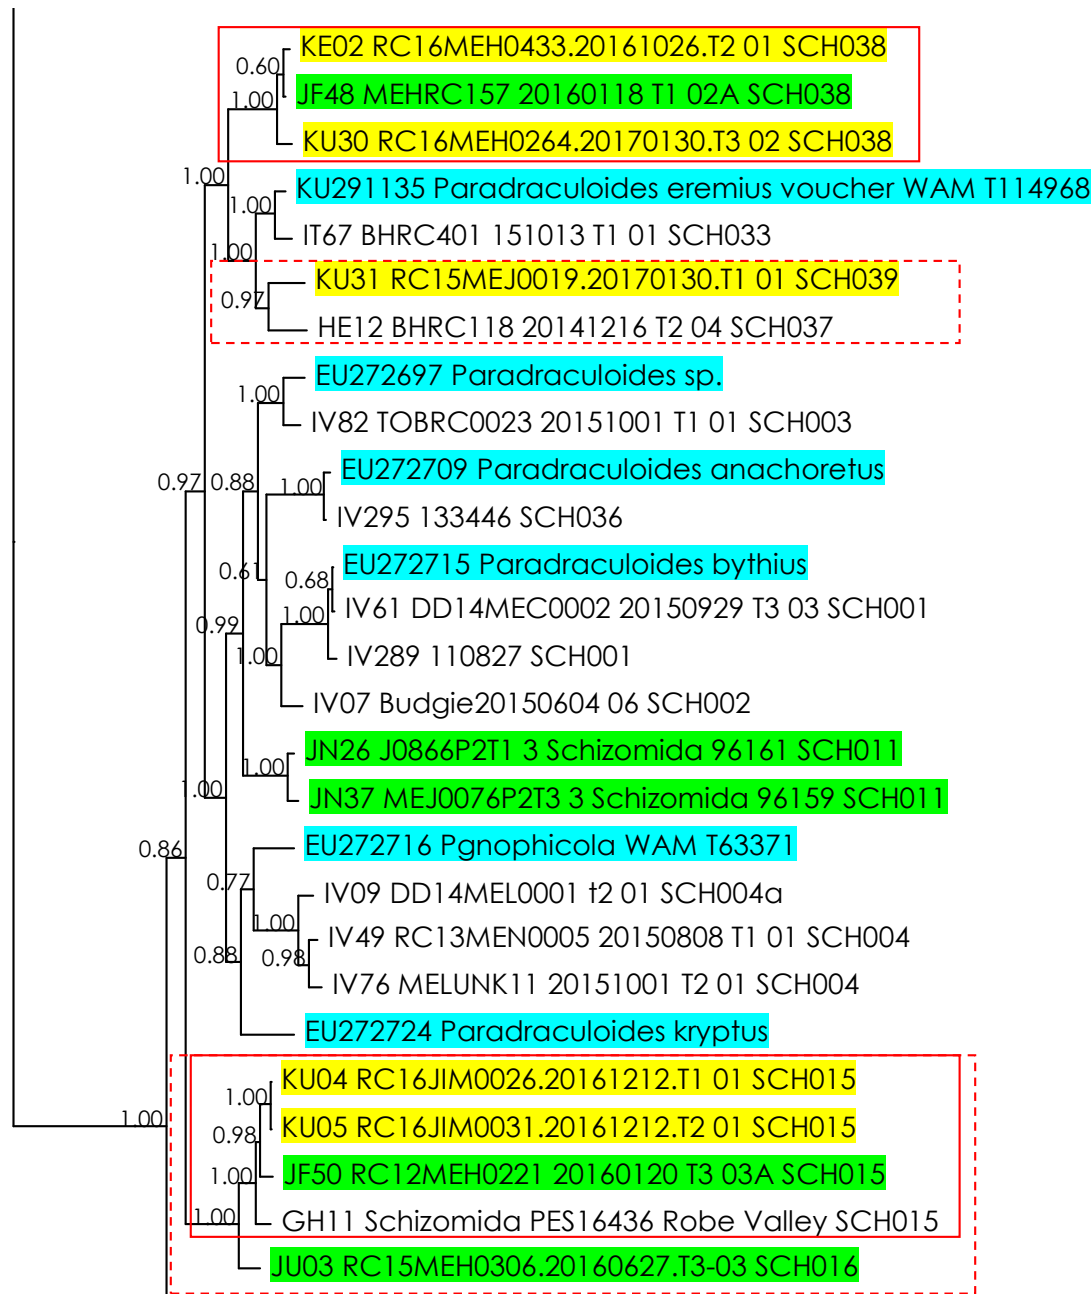 KE02 RC16MEH0433.20161026.T2 01 SCH038
0.60
JF48 MEHRC157 20160118 T1 02A SCH038
1.00
KU30 RC16MEH0264.20170130.T3 02 SCH038
1.00
KU291135 Paradraculoides eremius voucher WAM T114968
1.00
IT67 BHRC401 151013 T1 01 SCH033
1.00
KU31 RC15MEJ0019.20170130.T1 01 SCH039
0.97
HE12 BHRC118 20141216 T2 04 SCH037
EU272697 Paradraculoides sp.
1.00
IV82 TOBRC0023 20151001 T1 01 SCH003
EU272709 Paradraculoides anachoretus
0.97 0.88 1.00
IV295 133446 SCH036
EU272715 Paradraculoides bythius
0.61 0.68
IV61 DD14MEC0002 20150929 T3 03 SCH001
0.99 1.00
IV289 110827 SCH001
1.00
IV07 Budgie20150604 06 SCH002
JN26 J0866P2T1 3 Schizomida 96161 SCH011
1.00
1.00
JN37 MEJ0076P2T3 3 Schizomida 96159 SCH011
EU272716 Pgnophicola WAM T63371
0.86
0.77
IV09 DD14MEL0001 t2 01 SCH004a
1.00
IV49 RC13MEN0005 20150808 T1 01 SCH004
0.88 0.98
IV76 MELUNK11 20151001 T2 01 SCH004
EU272724 Paradraculoides kryptus
KU04 RC16JIM0026.20161212.T1 01 SCH015
1.00
1.00
KU05 RC16JIM0031.20161212.T2 01 SCH015
0.98
JF50 RC12MEH0221 20160120 T3 03A SCH015
1.00
GH11 Schizomida PES16436 Robe Valley SCH015
1.00
JU03 RC15MEH0306.20160627.T3-03 SCH016